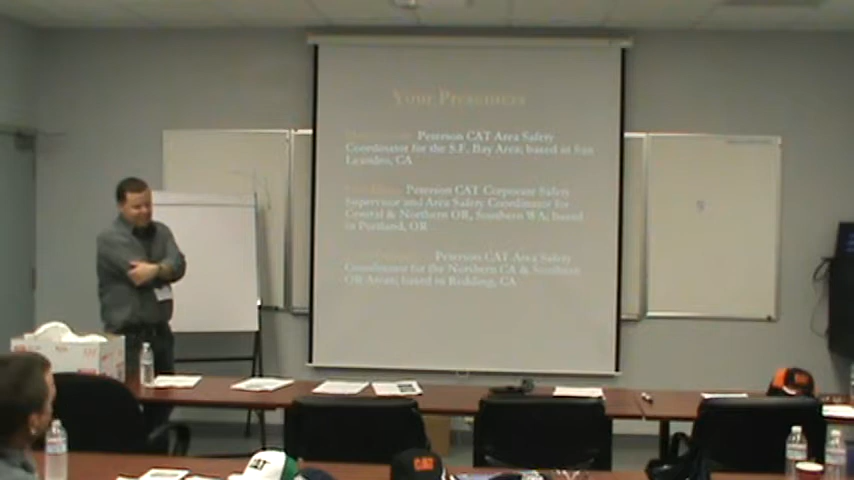 Your Presenters
Peterson CAT Area Safety
Coordinator for the S.F. Bay Area; based in San
Leandro, CA
Peterson CAT Corporate Safety
Supervisor and Area Safety Coordinator for
Central & Northern OR, Southern WA; based
in Portland, OR
Peterson CAT Area Safety
Coordinator for the Northern CA & Southern
OR Areas; based in Redding, CA
CAT
CAT